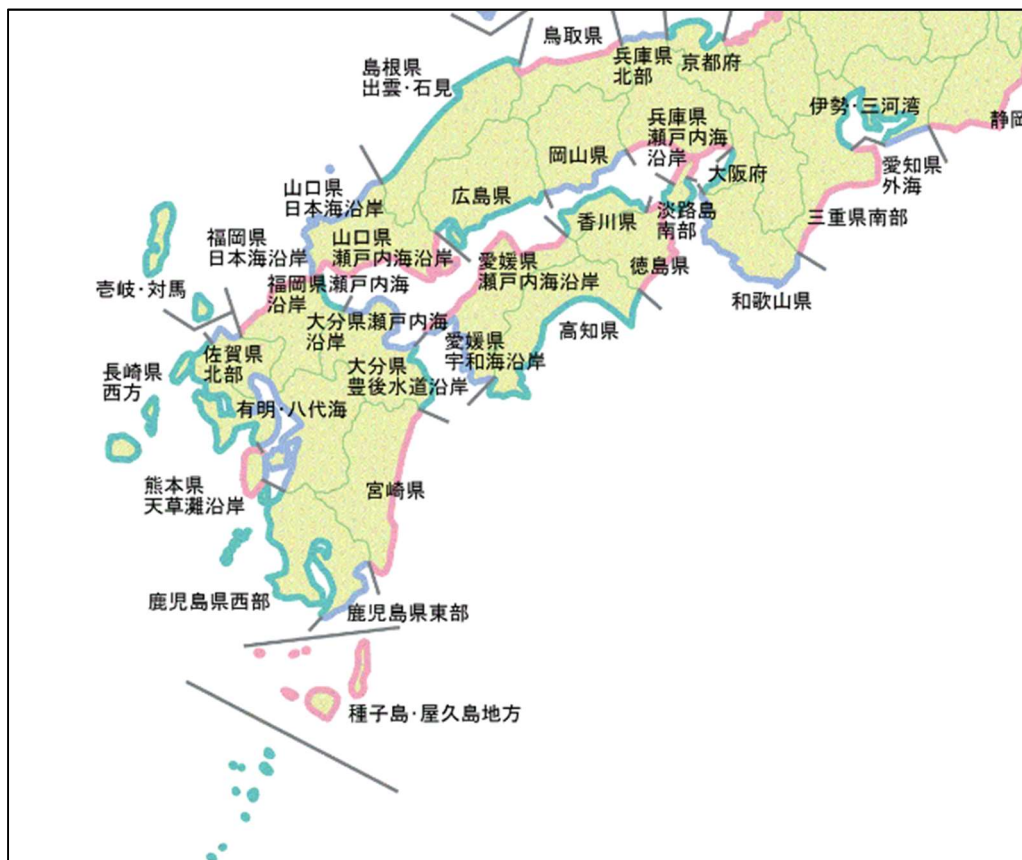 鳥取県
兵庫県
北部
京都府
島根県
出雲・石見
伊勢・三河湾
兵庫県
瀬戸内海
沿岸
静岡
岡山県
大阪府
愛知県
外海
山口県
日本海沿岸
広島県
香川県
淡路島
南部
三重県南部
福岡県
日本海沿岸
山口県
瀬戸内海沿岸
愛媛県
瀬戸内海沿岸
徳島県
壱岐・対馬
福岡県瀬戸内海
沿岸
和歌山県
大分県瀬戸内海
沿岸
高知県
愛媛県
宇和海沿岸
佐賀県
北部
大分県
豊後水道沿岸
長崎県
西方
有明・八代海
熊本県
天草灘沿岸
宮崎県
鹿児島県西部
鹿児島県東部
種子島・屋久島地方